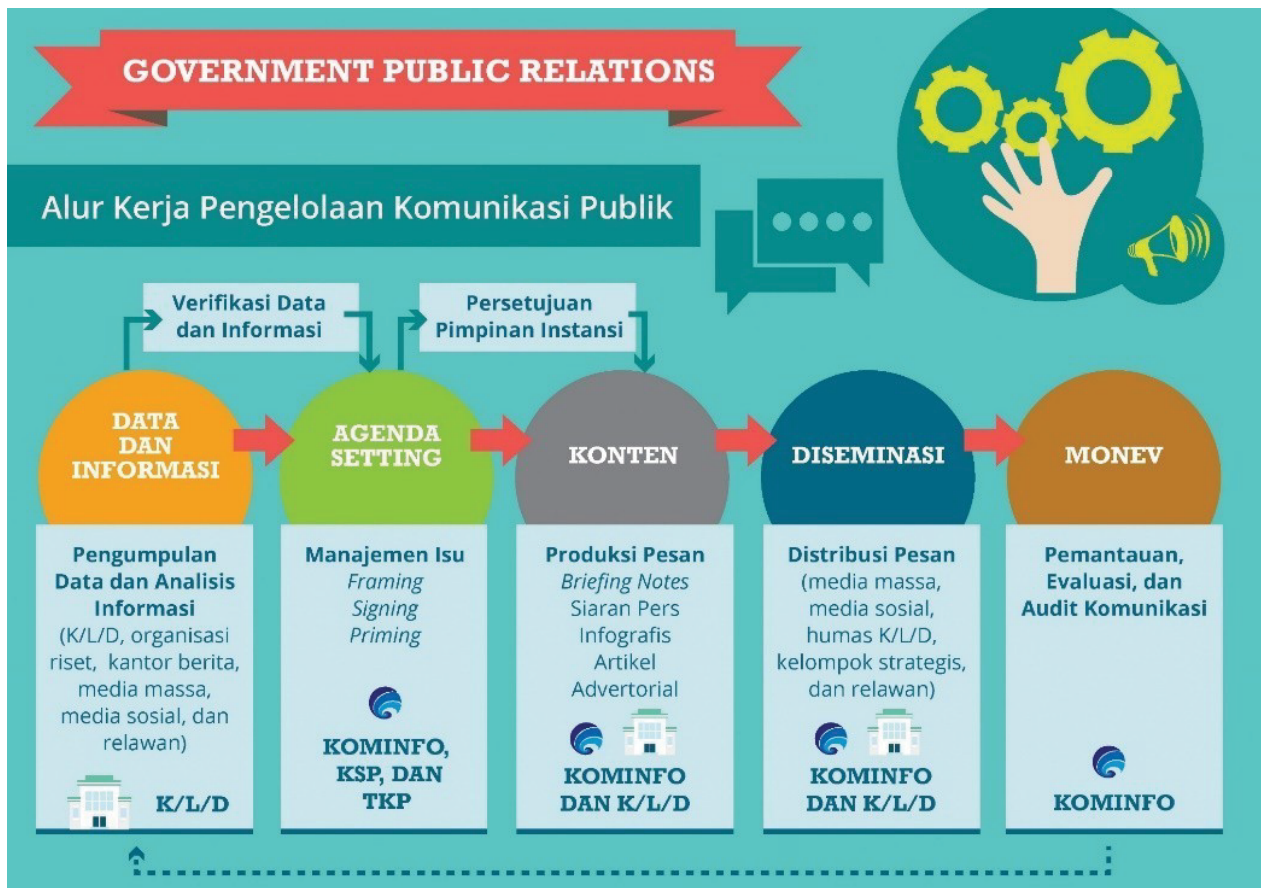 GOVERNMENT PUBLIC RELATIONS
Alur Kerja Pengelolaan Komunikasi Publik
Verifikasi Data
dan Informasi
Persetujuan
Pimpinan Instansi
DATA
DAN
INFORMASI
AGENDA
SETTING
KONTEN
DISEMINASI
MONEV
Pengumpulan
Data dan Analisis
Informasi
(K/L/D, organisasi
riset, kantor berita,
media massa,
media sosial, dan
relawan)
K/L/D
Manajemen Isu
Framing
Signing
Priming
KOMINFO,
KSP, DAN
TKP
Produksi Pesan
Briefing Notes
Siaran Pers
Infografis
Artikel
Advertorial
KOMINFO
DAN K/L/D
Distribusi Pesan
(media massa,
media sosial,
humas K/L/D,
kelompok strategis,
dan relawan)
KOMINFO
DAN K/L/D
Pemantauan,
Evaluasi, dan
Audit Komunikasi
KOMINFO